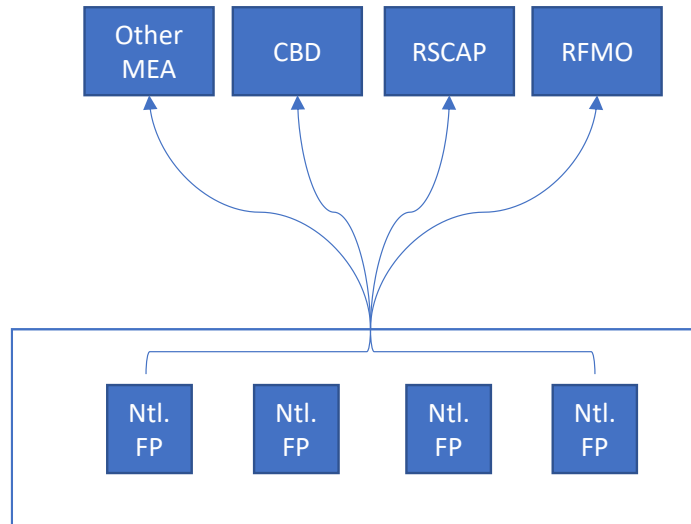 Other
MEA
CBD
RSCAP
RFMO
Ntl.
FP
Ntl.
FP
Ntl.
FP
Ntl.
FP